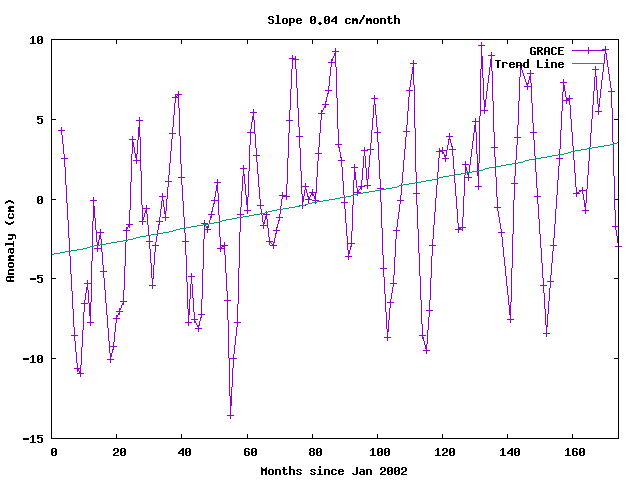 Slope 0.04 cm/month
10
GRACE
Trend Line
5
0
Anomaly (cm)
-5
-10
-15
0 20 40 60 80 100 120 140 160
Months since Jan 2002